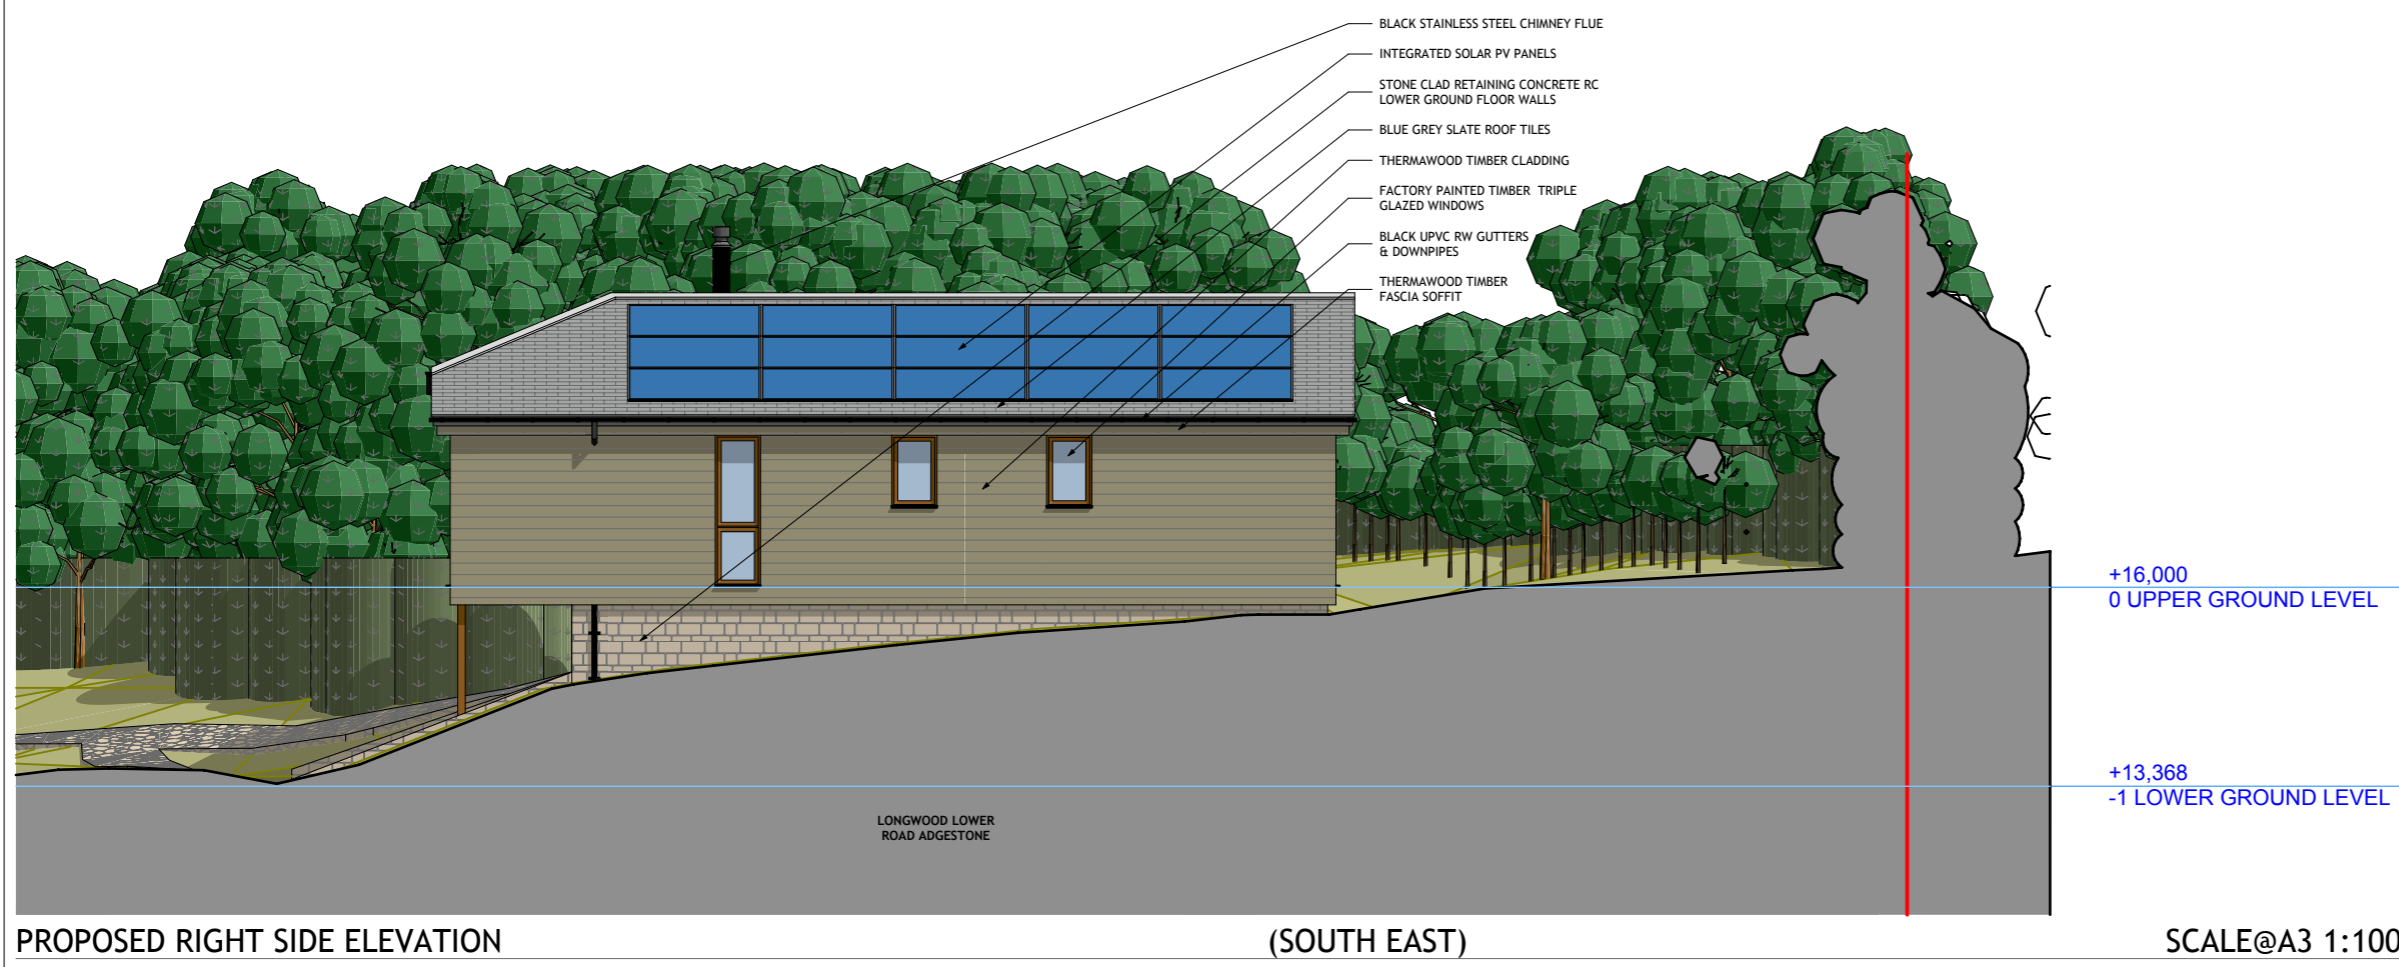 BLACK STAINLESS STEEL CHIMNEY FLUE
INTEGRATED SOLAR PV PANELS
STONE CLAD RETAINING CONCRETE RC
LOWER GROUND FLOOR WALLS
BLUE GREY SLATE ROOF TILES
THERMAWOOD TIMBER CLADDING
FACTORY PAINTED TIMBER TRIPLE
GLAZED WINDOWS
BLACK UPVC RW GUTTERS
& DOWNPIPES
THERMAWOOD TIMBER
FASCIA SOFFIT
+16,000
0 UPPER GROUND LEVEL
+13,368
-1 LOWER GROUND LEVEL
LONGWOOD LOWER
ROAD ADGESTONE
PROPOSED RIGHT SIDE ELEVATION
(SOUTH EAST)
SCALE@A3 1:100